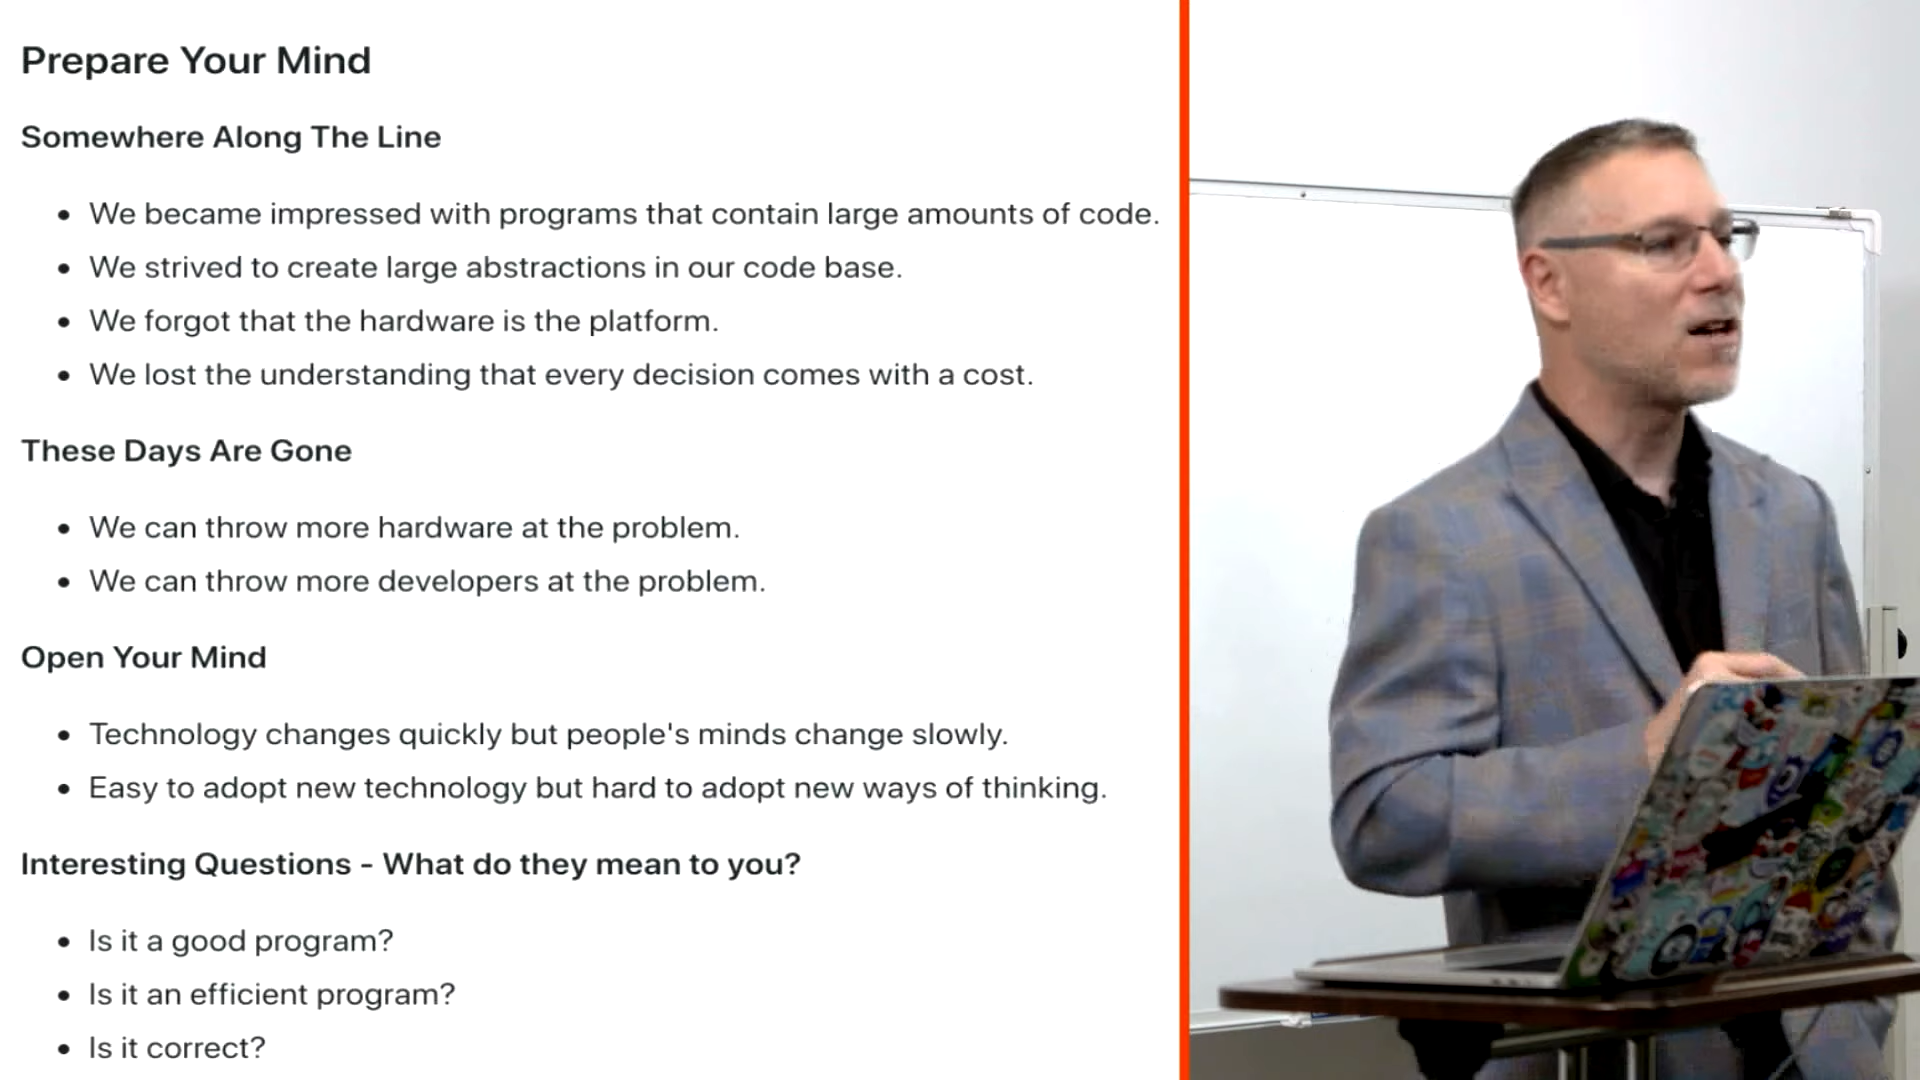 Prepare Your Mind
Somewhere Along The Line
• We became impressed with programs that contain large amounts of code.
• We strived to create large abstractions in our code base.
• We forgot that the hardware is the platform.
• We lost the understanding that every decision comes with a cost.
These Days Are Gone
• We can throw more hardware at the problem.
• We can throw more developers at the problem.
Open Your Mind
• Technology changes quickly but people's minds change slowly.
• Easy to adopt new technology but hard to adopt new ways of thinking.
Interesting Questions - What do they mean to you?
• Is it a good program?
• Is it an efficient program?
• Is it correct?